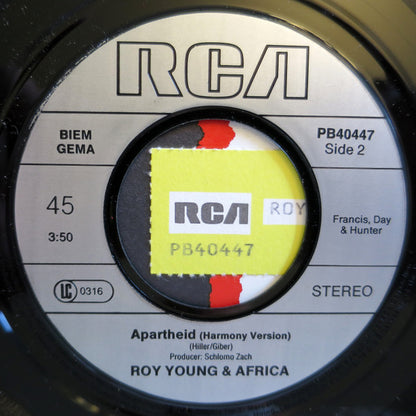 RCA
BIEM
GEMA
PB40447
Side 2
45
3:50
RCA
ROY
PB40447
Francis, Day
& Hunter
LC 0316
STEREO
Apartheid (Harmony Version)
(Hiller/Giber)
Producer: Schlomo Zach
ROY YOUNG & AFRICA